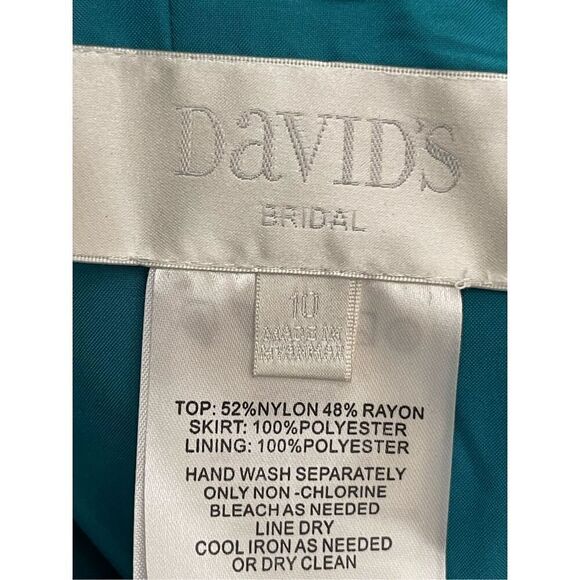 DaVID'S
BRIDAL
10
MADE IN
MYANMAR
TOP: 52%NYLON 48% RAYON
SKIRT: 100%POLYESTER
LINING: 100%POLYESTER
HAND WASH SEPARATELY
ONLY NON -CHLORINE
BLEACH AS NEEDED
LINE DRY
COOL IRON AS NEEDED
OR DRY CLEAN